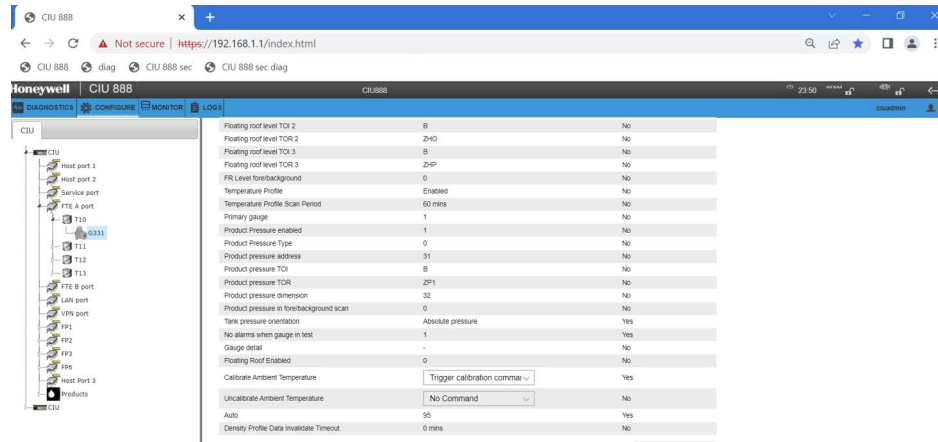 CIU 888
Not secure | https://192.168.1.1/index.html
CIU 888 diag CIU 888 sec CIU 888 sec diag
Honeywell | CIU 888 CIU888 23:50
DIAGNOSTICS CONFIGURE MONITOR LOGS ciuadmin
CIU
CIU
Host port 1
Host port 2
Service port
FTE A port
T10
G331
T11
T12
T13
FTE B port
LAN port
VPN port
FP1
FP2
FP3
FP6
Host Port 3
Products
CIU
Floating roof level TOI 2 B No
Floating roof level TOR 2 ZHO No
Floating roof level TOI 3 B No
Floating roof level TOR 3 ZHP No
FR Level fore/background 0 No
Temperature Profile Enabled No
Temperature Profile Scan Period 60 mins No
Primary gauge 1 No
Product Pressure enabled 1 No
Product Pressure Type 0 No
Product pressure address 31 No
Product pressure TOI B No
Product pressure TOR ZP1 No
Product pressure dimension 32 No
Product pressure in fore/background scan 0 No
Tank pressure orientation Absolute pressure Yes
No alarms when gauge in test 1 Yes
Gauge detail - No
Floating Roof Enabled 0 No
Calibrate Ambient Temperature Trigger calibration commar Yes
Uncalibrate Ambient Temperature No Command No
Auto 95 Yes
Density Profile Data Invalidate Timeout 0 mins No